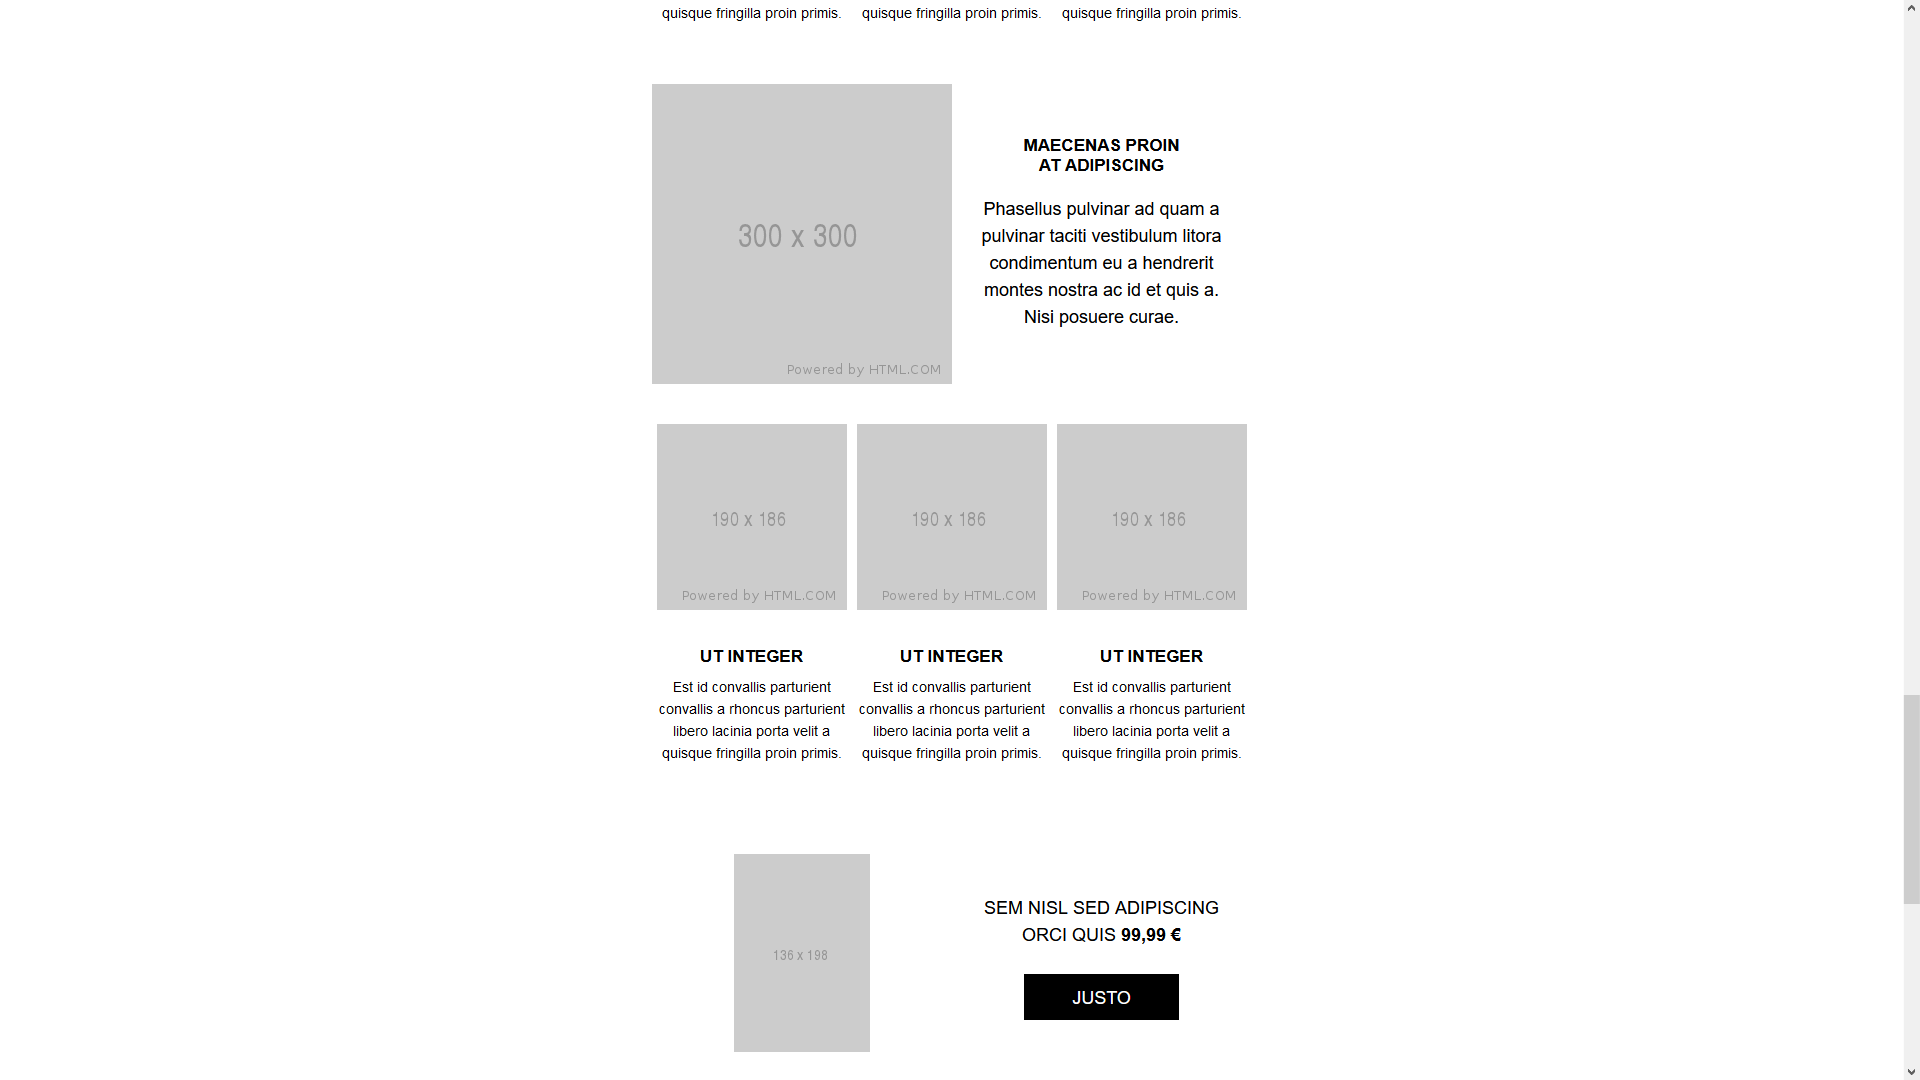 quisque fringilla proin primis. quisque fringilla proin primis. quisque fringilla proin primis.
300 x 300
Powered by HTML.COM
MAECENAS PROIN
AT ADIPISCING
Phasellus pulvinar ad quam a
pulvinar taciti vestibulum litora
condimentum eu a hendrerit
montes nostra ac id et quis a.
Nisi posuere curae.
190 x 186
Powered by HTML.COM
190 x 186
Powered by HTML.COM
190 x 186
Powered by HTML.COM
UT INTEGER
Est id convallis parturient
convallis a rhoncus parturient
libero lacinia porta velit a
quisque fringilla proin primis.
UT INTEGER
Est id convallis parturient
convallis a rhoncus parturient
libero lacinia porta velit a
quisque fringilla proin primis.
UT INTEGER
Est id convallis parturient
convallis a rhoncus parturient
libero lacinia porta velit a
quisque fringilla proin primis.
136 x 198
SEM NISL SED ADIPISCING
ORCI QUIS 99,99 €
JUSTO